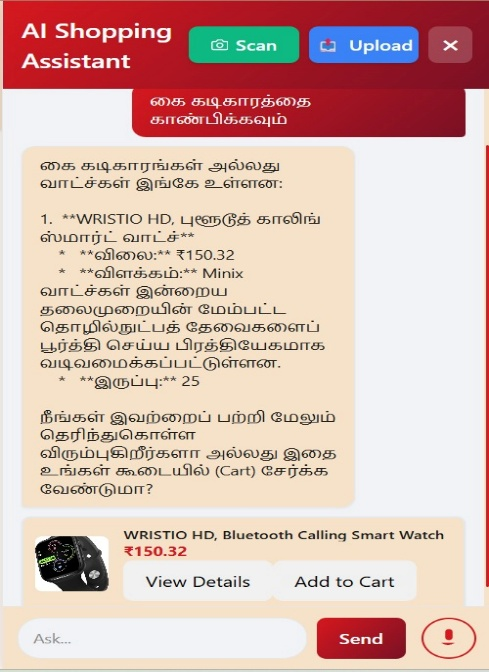 AI Shopping
Assistant
Scan
Upload
×
கை கடிகாரத்தை
காண்பிக்கவும்
கை கடிகாரங்கள் அல்லது
வாட்ச்கள் இங்கே உள்ளன:
1. **WRISTIO HD, புளூடூத் காலிங்
ஸ்மார்ட் வாட்ச்**
* **விலை:** ₹150.32
* **விளக்கம்:** Minix
வாட்ச்கள் இன்றைய
தலைமுறையின் மேம்பட்ட
தொழில்நுட்பத் தேவைகளைப்
பூர்த்தி செய்ய பிரத்தியேகமாக
வடிவமைக்கப்பட்டுள்ளன.
* **இருப்பு:** 25
நீங்கள் இவற்றைப் பற்றி மேலும்
தெரிந்துகொள்ள
விரும்புகிறீர்களா அல்லது இதை
உங்கள் கூடையில் (Cart) சேர்க்க
வேண்டுமா?
WRISTIO HD, Bluetooth Calling Smart Watch
₹150.32
View Details
Add to Cart
Ask...
Send